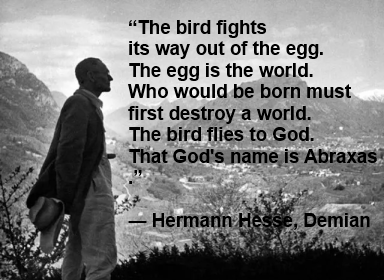 “The bird fights
its way out of the egg.
The egg is the world.
Who would be born must
first destroy a world.
The bird flies to God.
That God's name is Abraxas
.”
― Hermann Hesse, Demian